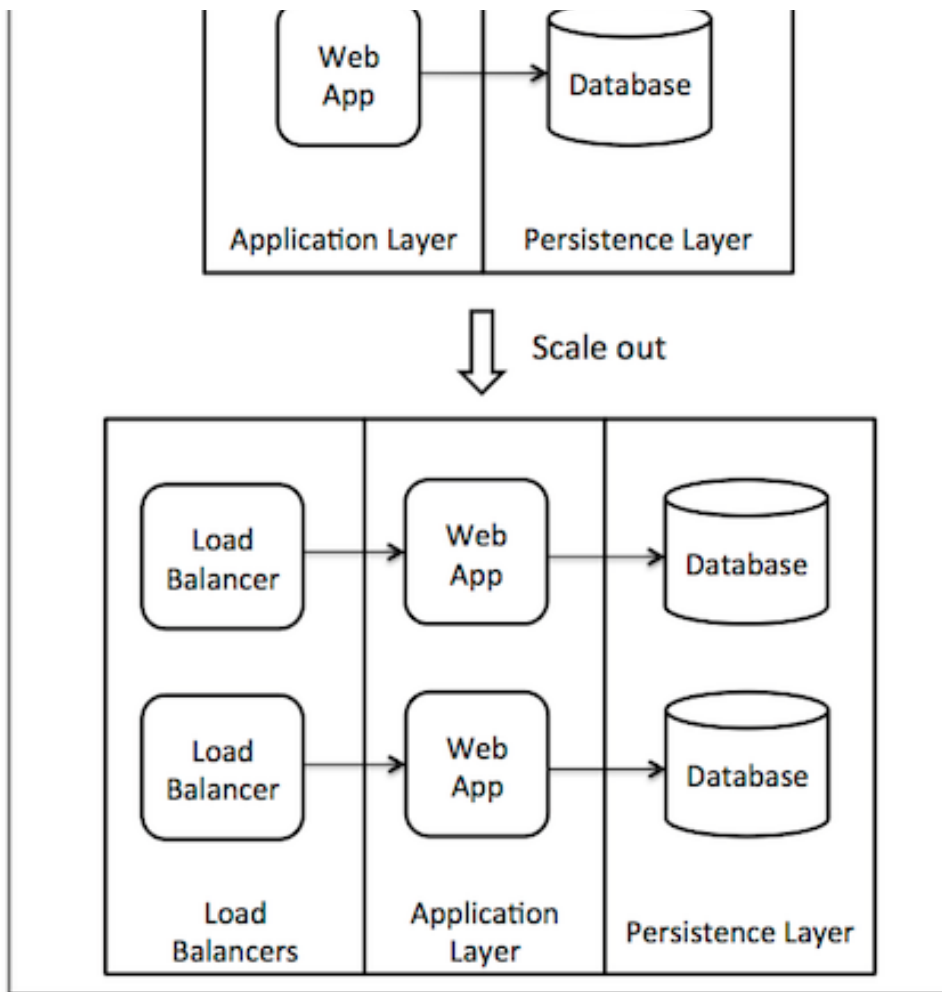 Web
App
Database
Application Layer
Persistence Layer
Scale out
Load
Balancer
Web
App
Database
Load
Balancer
Web
App
Database
Load
Balancers
Application
Layer
Persistence Layer